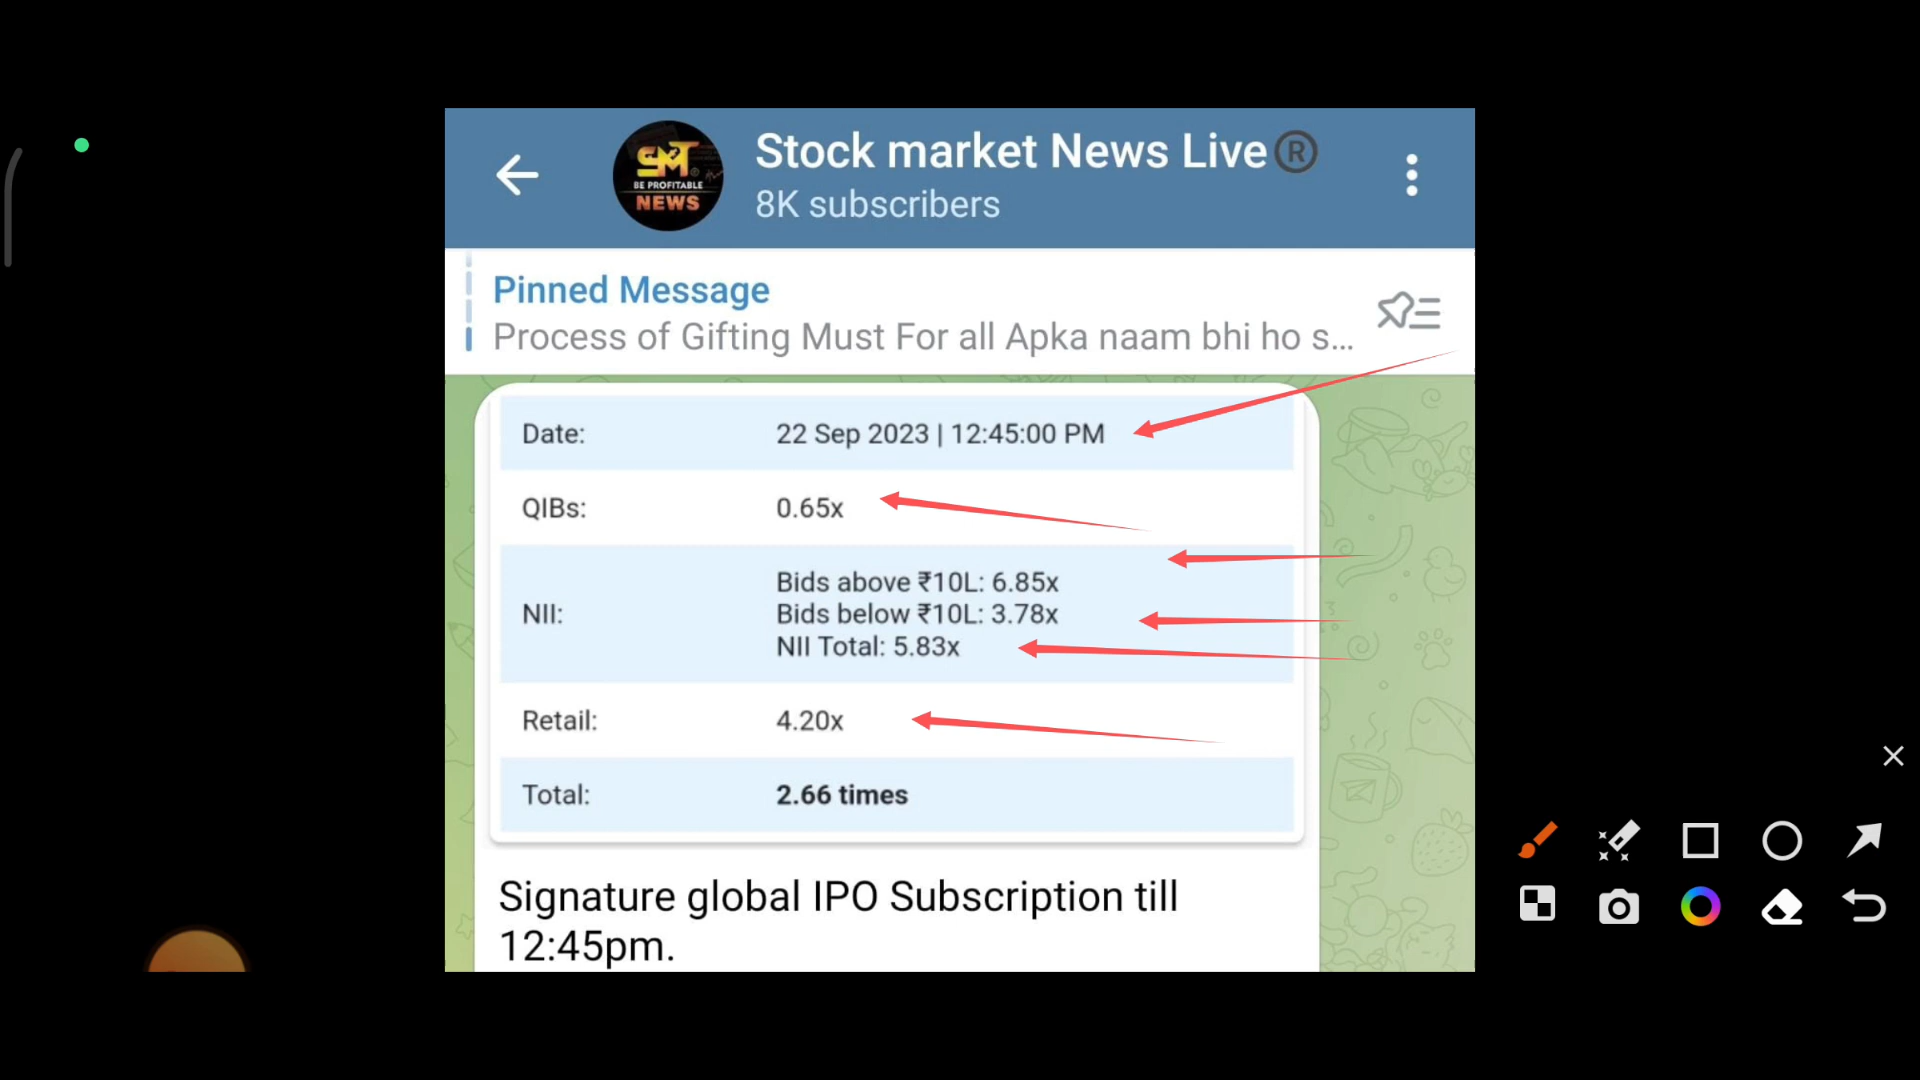 Stock market News Live®
8K subscribers
SMT
BE PROFITABLE
NEWS
Pinned Message
Process of Gifting Must For all Apka naam bhi ho s...
Date: 22 Sep 2023 | 12:45:00 PM
QIBs: 0.65x
Bids above ₹10L: 6.85x
NII: Bids below ₹10L: 3.78x
NII Total: 5.83x
Retail: 4.20x
Total: 2.66 times
Signature global IPO Subscription till
12:45pm.